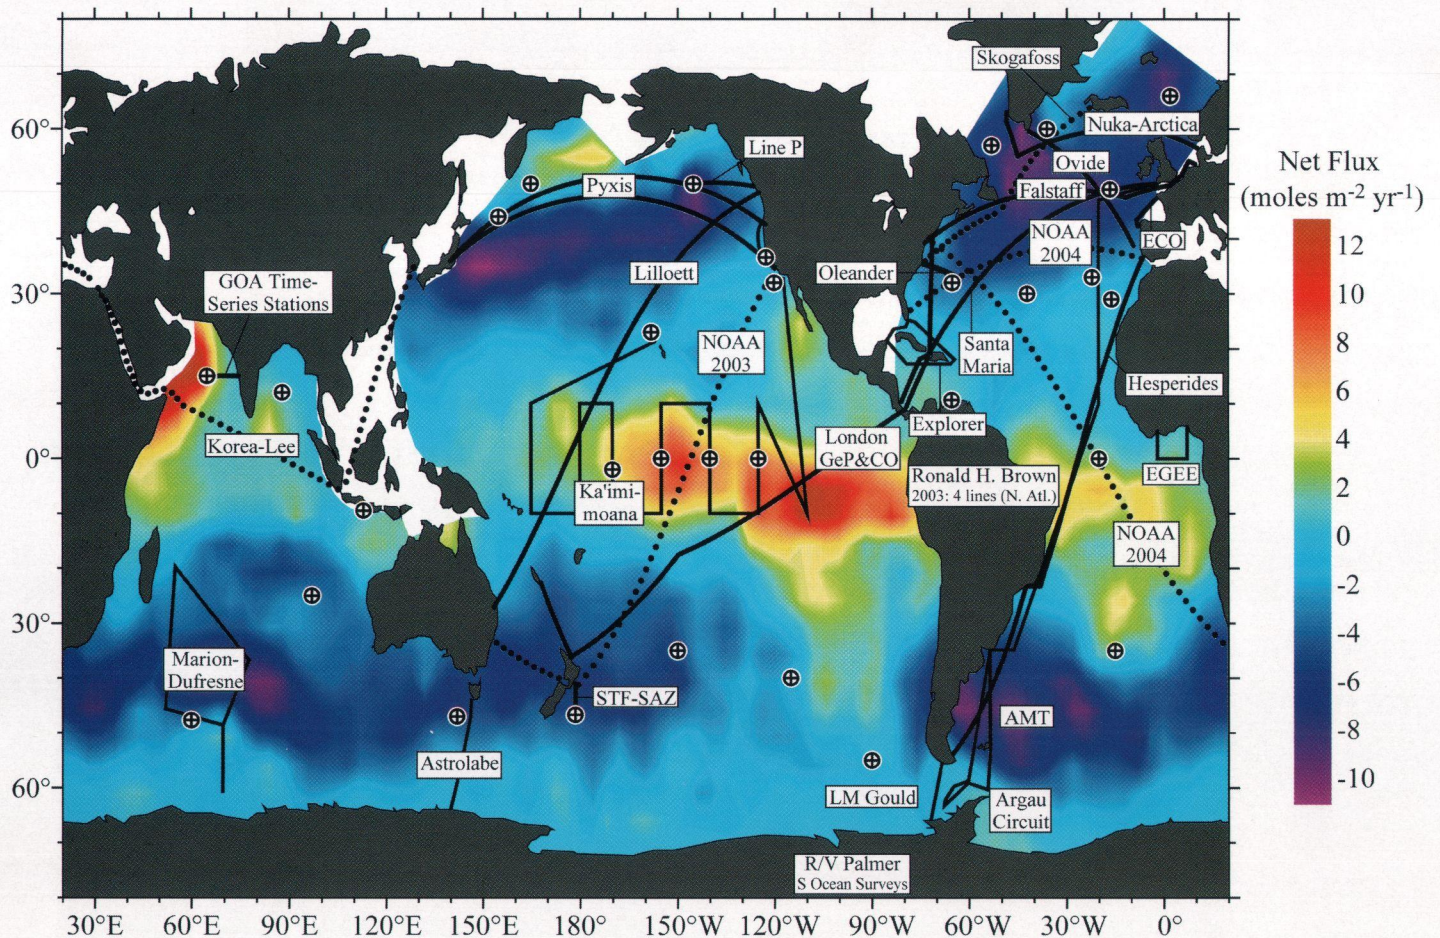 Skogafoss
60°
Nuka-Arctica
Line P
Net Flux
Ovide
(moles m⁻² yr⁻¹)
Pyxis
Falstaff
12
NOAA
2004
ECO
GOA Time-
Series Stations
Lilloett
Oleander
30°
10
8
NOAA
2003
Santa
Maria
Hesperides
6
Explorer
Korea-Lee
London
GeP&CO
4
0°
Ronald H. Brown
2003: 4 lines (N. Atl.)
EGEE
Ka'imi-
moana
2
NOAA
2004
0
-2
30°
-4
Marion-
Dufresne
-6
STF-SAZ
AMT
-8
Astrolabe
60°
LM Gould
Argau
Circuit
-10
R/V Palmer
S Ocean Surveys
30°E
60°E
90°E
120°E
150°E
180°
150°W
120°W
90°W
60°W
30°W
0°